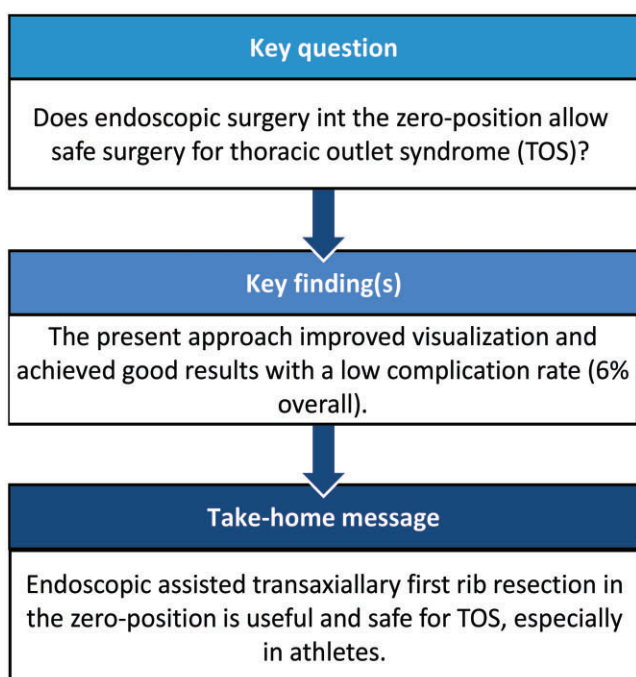 Key question
Does endoscopic surgery int the zero-position allow
safe surgery for thoracic outlet syndrome (TOS)?
Key finding(s)
The present approach improved visualization and
achieved good results with a low complication rate (6%
overall).
Take-home message
Endoscopic assisted transaxiallary first rib resection in
the zero-position is useful and safe for TOS, especially
in athletes.